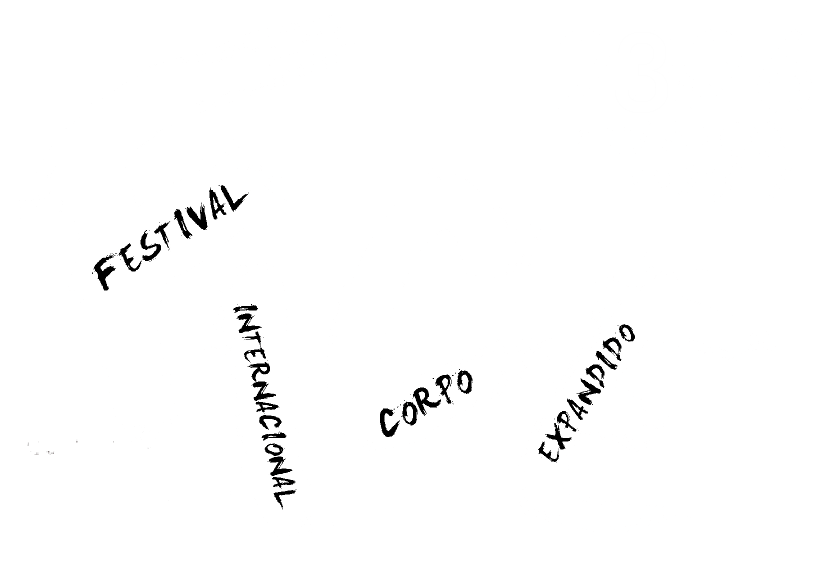 FESTIVAL
INTERNACIONAL
CORPO
EXPANDIDO